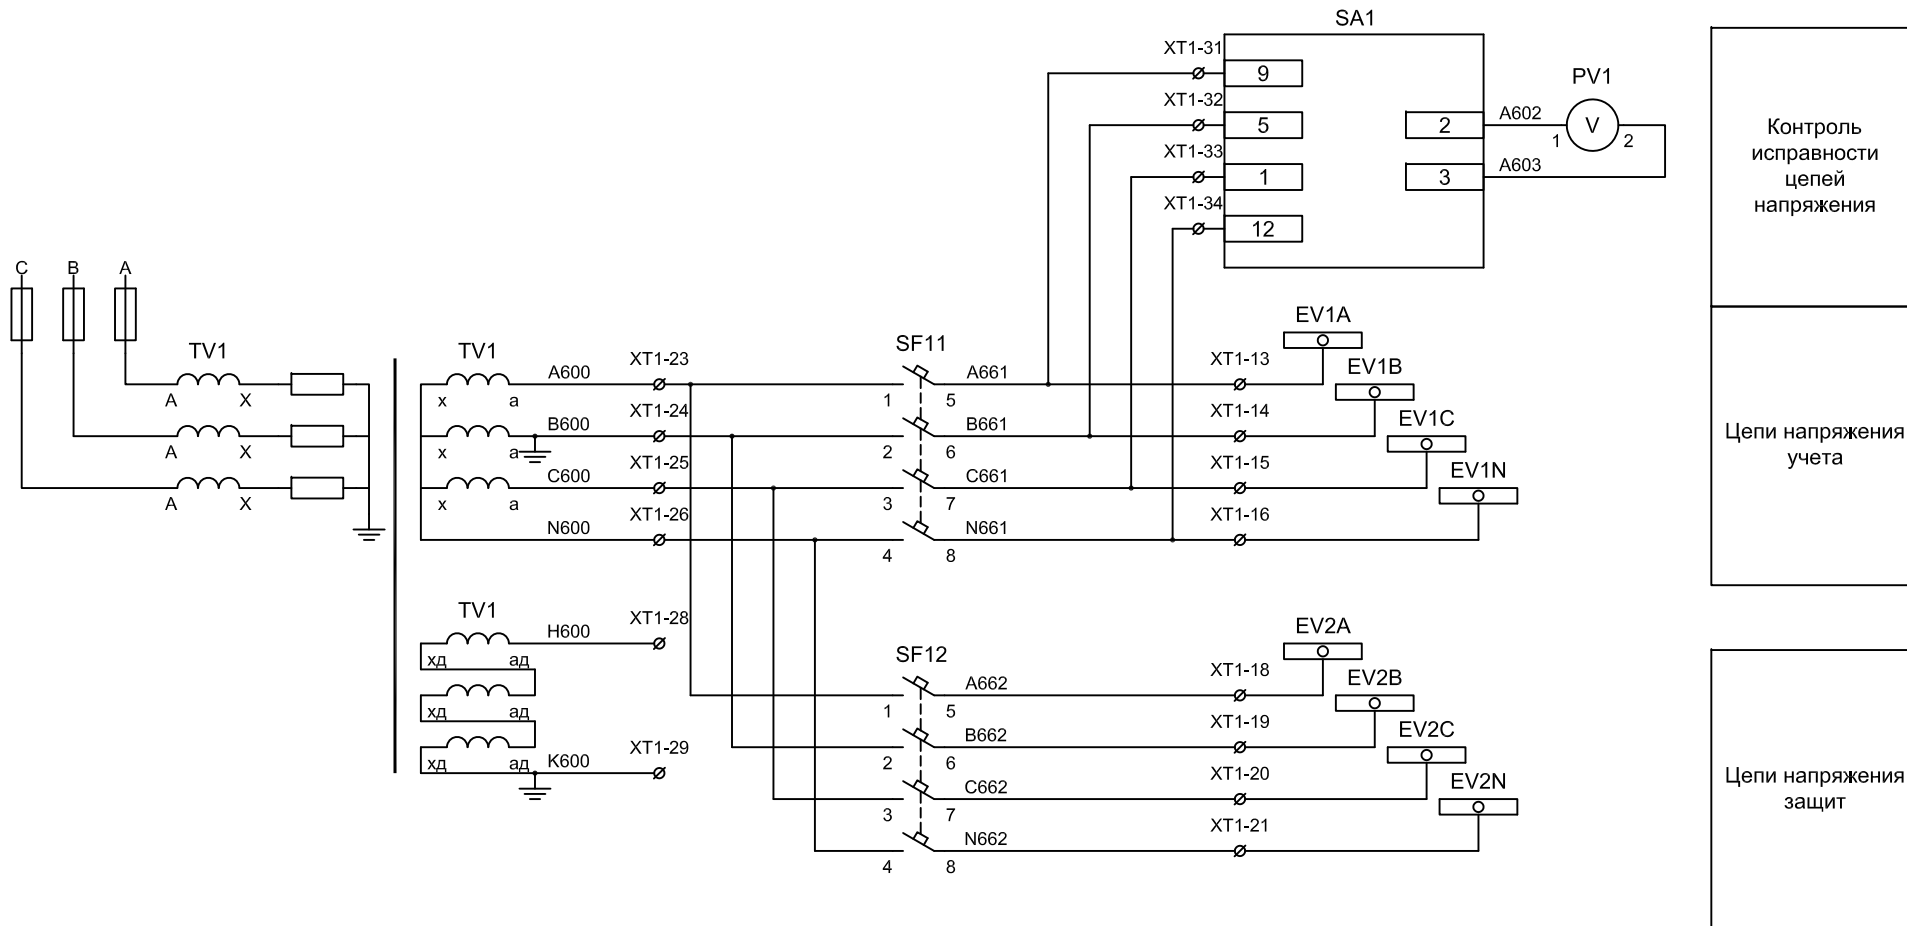 SA1
XT1-31
9
PV1
XT1-32
5
2
A602
1
V
2
XT1-33
1
3
A603
XT1-34
12
Контроль
исправности
цепей
напряжения
C
B
A
EV1A
TV1
TV1
A600
XT1-23
SF11
A661
XT1-13
EV1B
A
X
x
a
1
5
B600
XT1-24
B661
XT1-14
EV1C
A
X
x
a
2
6
C600
XT1-25
C661
XT1-15
EV1N
A
X
x
a
3
7
N600
XT1-26
N661
XT1-16
4
8
Цепи напряжения
учета
TV1
H600
XT1-28
EV2A
хд
ад
SF12
A662
XT1-18
EV2B
хд
ад
1
5
B662
XT1-19
EV2C
хд
ад
K600
XT1-29
2
6
C662
XT1-20
EV2N
3
7
N662
XT1-21
4
8
Цепи напряжения
защит